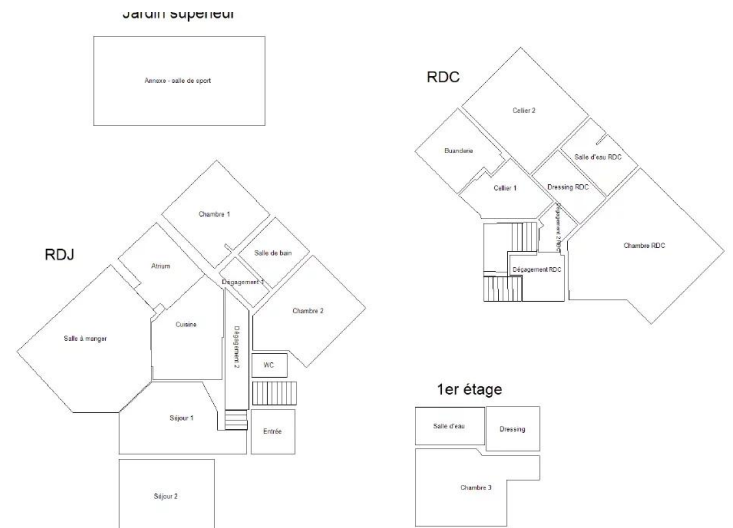 Jardin supérieur
Annexe - salle de sport
RDC
Cellier 2
Buanderie
Salle d'eau RDC
Cellier 1
Dressing RDC
Dégagement RDC
Chambre RDC
RDJ
Chambre 1
Salle de bain
Atrium
Dégagement 1
Chambre 2
Cuisine
Salle à manger
Dégagement 2
WC
Séjour 1
Entrée
Séjour 2
1er étage
Salle d'eau
Dressing
Chambre 3